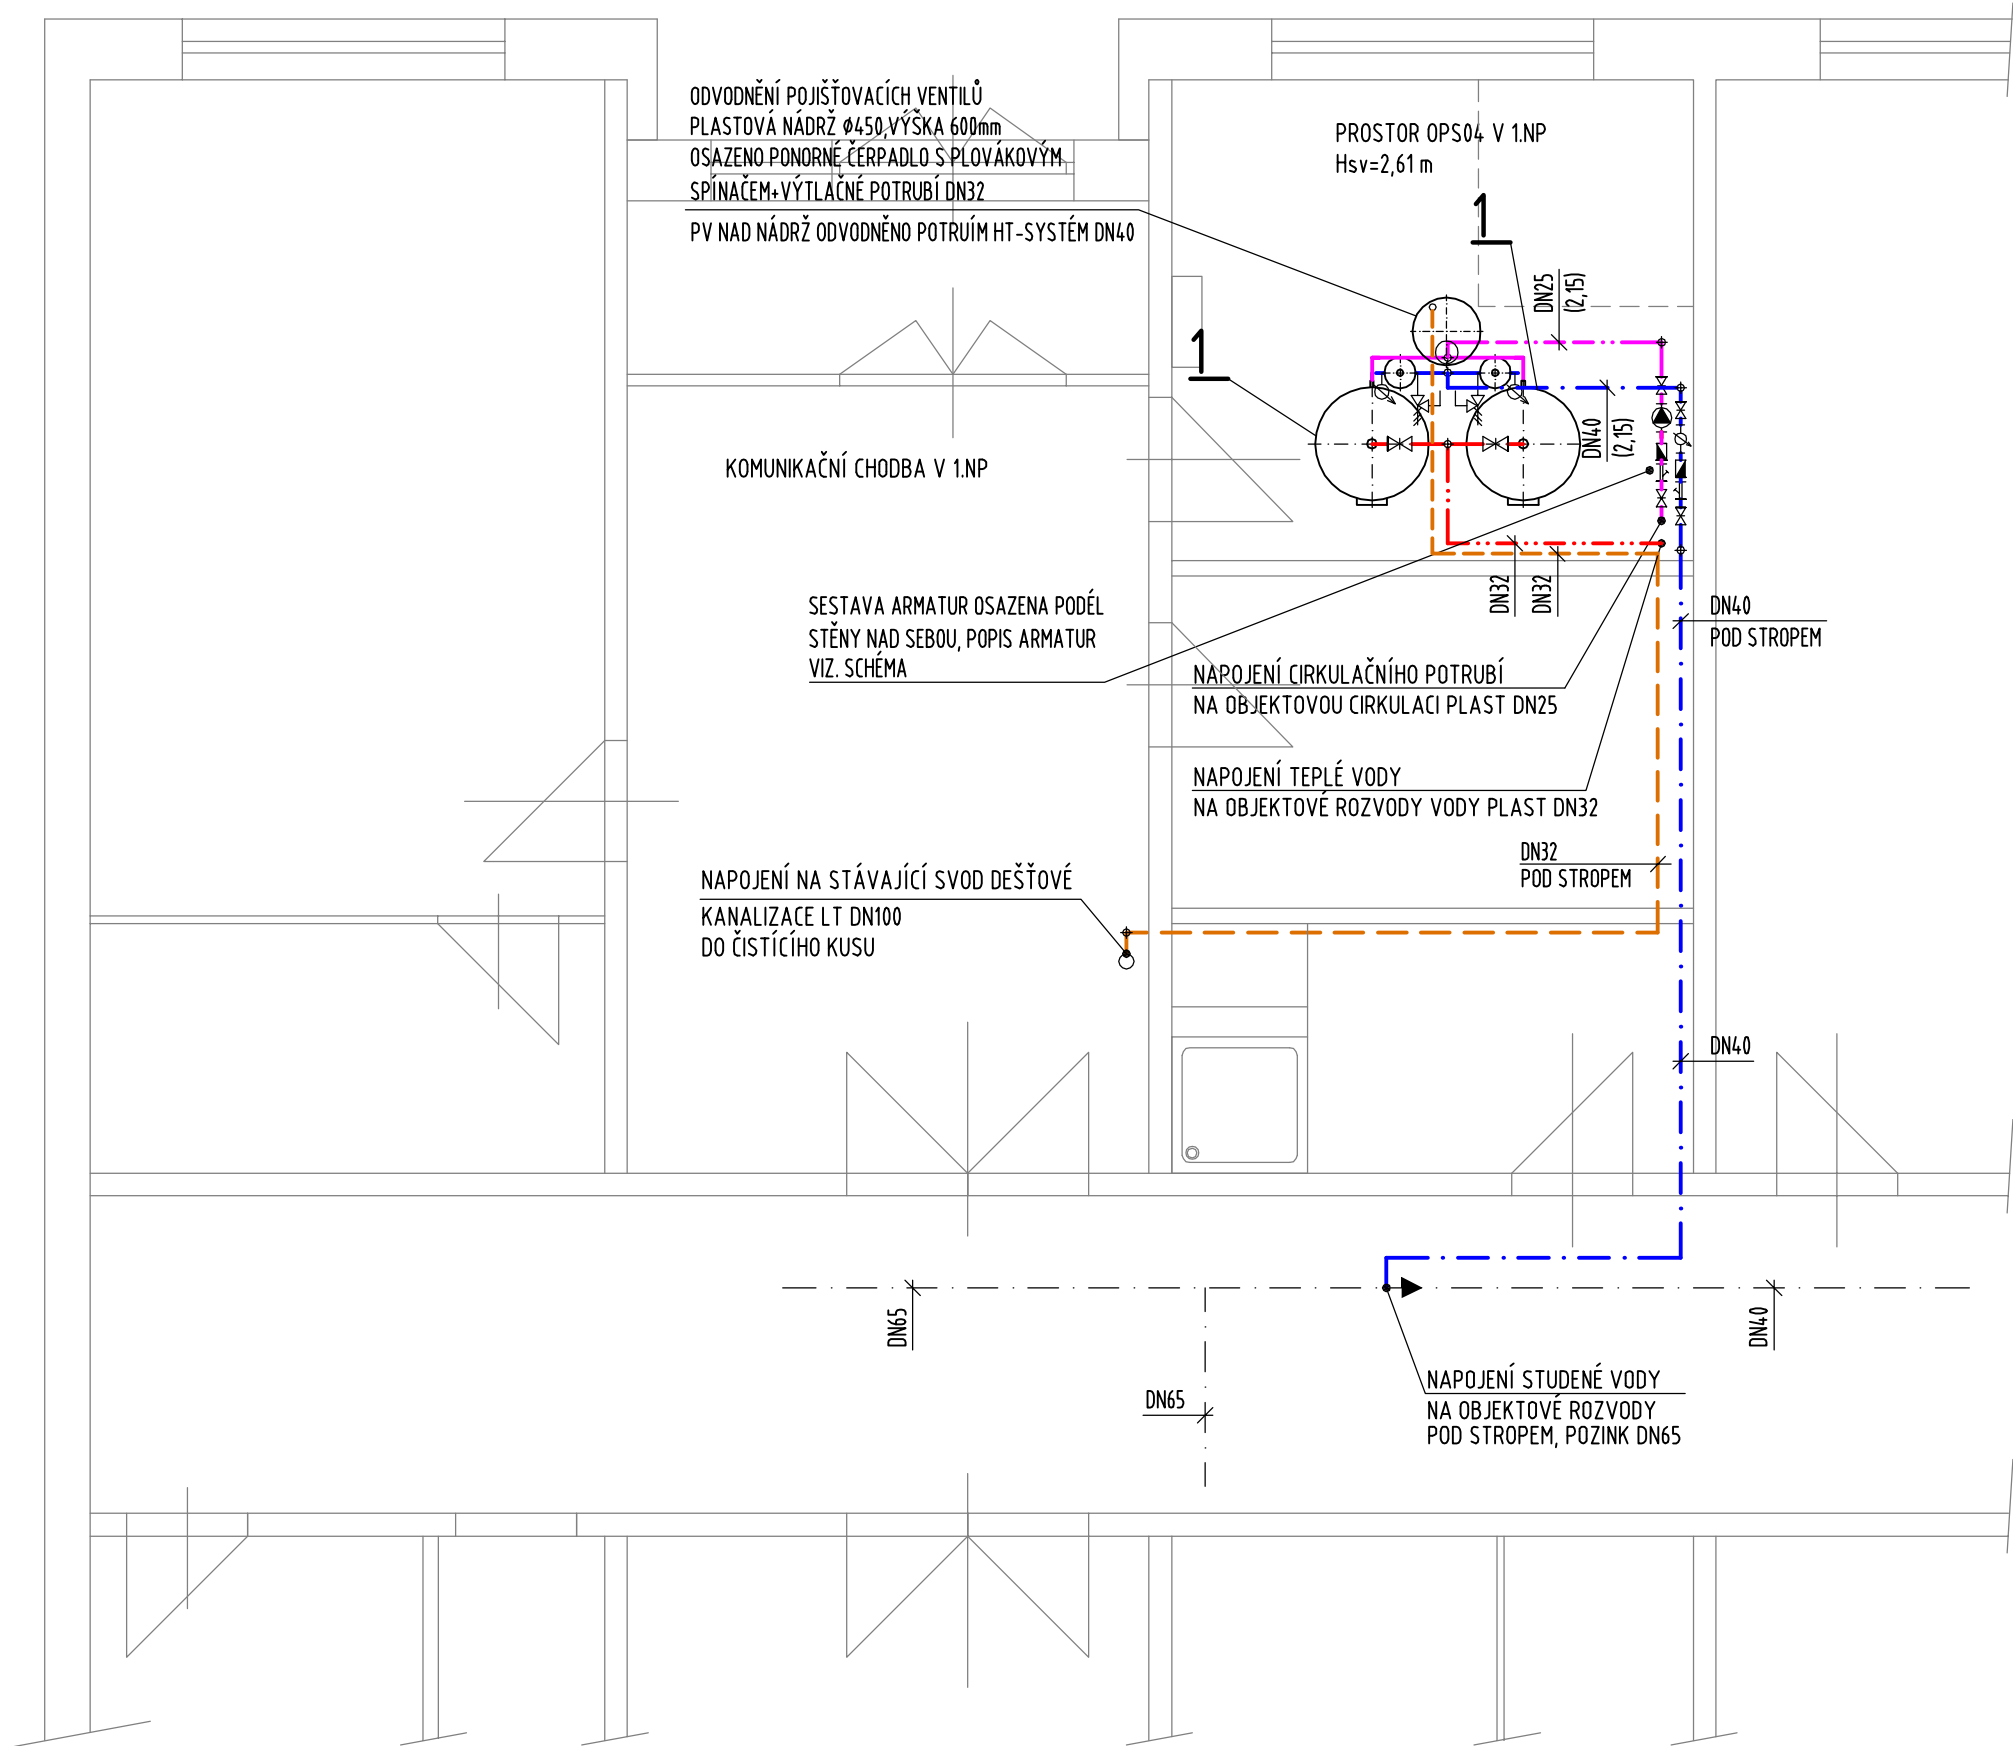 ODVODNĚNÍ POJIŠŤOVACÍCH VENTILŮ
PLASTOVÁ NÁDRŽ Ø450,VÝŠKA 600mm
OSAZENO PONORNÉ ČERPADLO S PLOVÁKOVÝM
SPÍNAČEM+VÝTLAČNÉ POTRUBÍ DN32
PV NAD NÁDRŽ ODVODNĚNO POTRUÍM HT-SYSTÉM DN40
PROSTOR OPS04 V 1.NP
Hsv=2,61 m
1
1
DN25
(2,15)
DN40
(2,15)
KOMUNIKAČNÍ CHODBA V 1.NP
DN32
DN32
SESTAVA ARMATUR OSAZENA PODÉL
STĚNY NAD SEBOU, POPIS ARMATUR
VIZ. SCHÉMA
DN40
POD STROPEM
NAPOJENÍ CIRKULAČNÍHO POTRUBÍ
NA OBJEKTOVOU CIRKULACI PLAST DN25
NAPOJENÍ TEPLÉ VODY
NA OBJEKTOVÉ ROZVODY VODY PLAST DN32
DN32
POD STROPEM
NAPOJENÍ NA STÁVAJÍCÍ SVOD DEŠŤOVÉ
KANALIZACE LT DN100
DO ČISTÍCÍHO KUSU
DN40
DN65
DN40
DN65
NAPOJENÍ STUDENÉ VODY
NA OBJEKTOVÉ ROZVODY
POD STROPEM, POZINK DN65